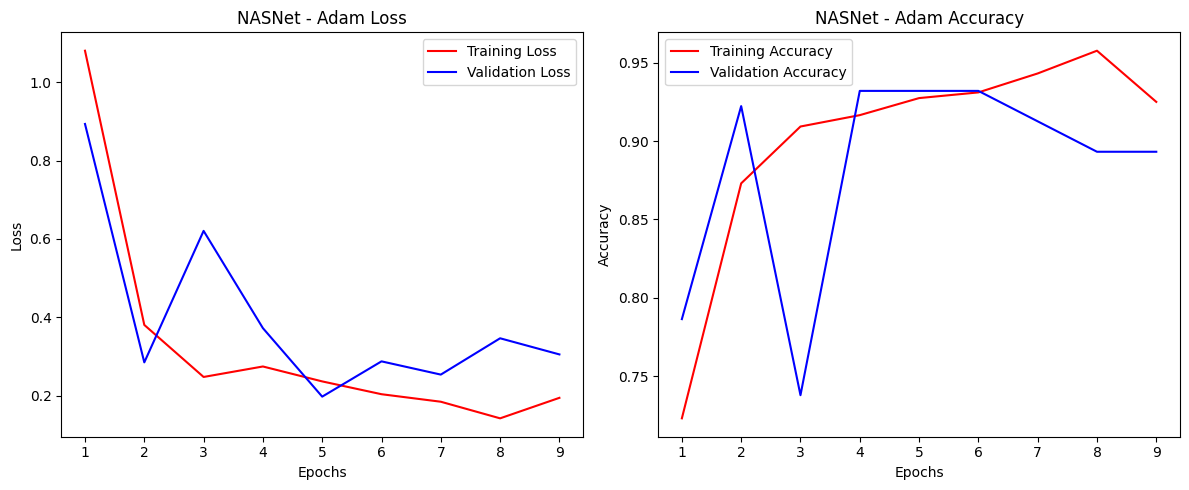 NASNet - Adam Loss
Training Loss
Validation Loss
1.0
0.8
0.6
0.4
0.2
Loss
1 2 3 4 5 6 7 8 9
Epochs
NASNet - Adam Accuracy
Training Accuracy
Validation Accuracy
0.95
0.90
0.85
0.80
0.75
Accuracy
1 2 3 4 5 6 7 8 9
Epochs